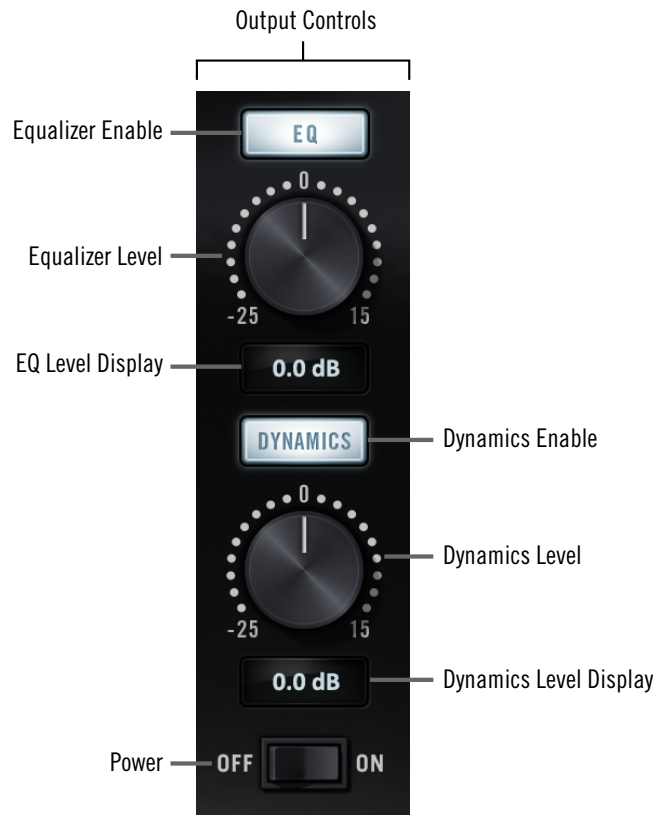 Output Controls
Equalizer Enable
EQ
0
Equalizer Level
-25 15
EQ Level Display
0.0 dB
DYNAMICS
Dynamics Enable
0
Dynamics Level
-25 15
0.0 dB
Dynamics Level Display
Power
OFF ON